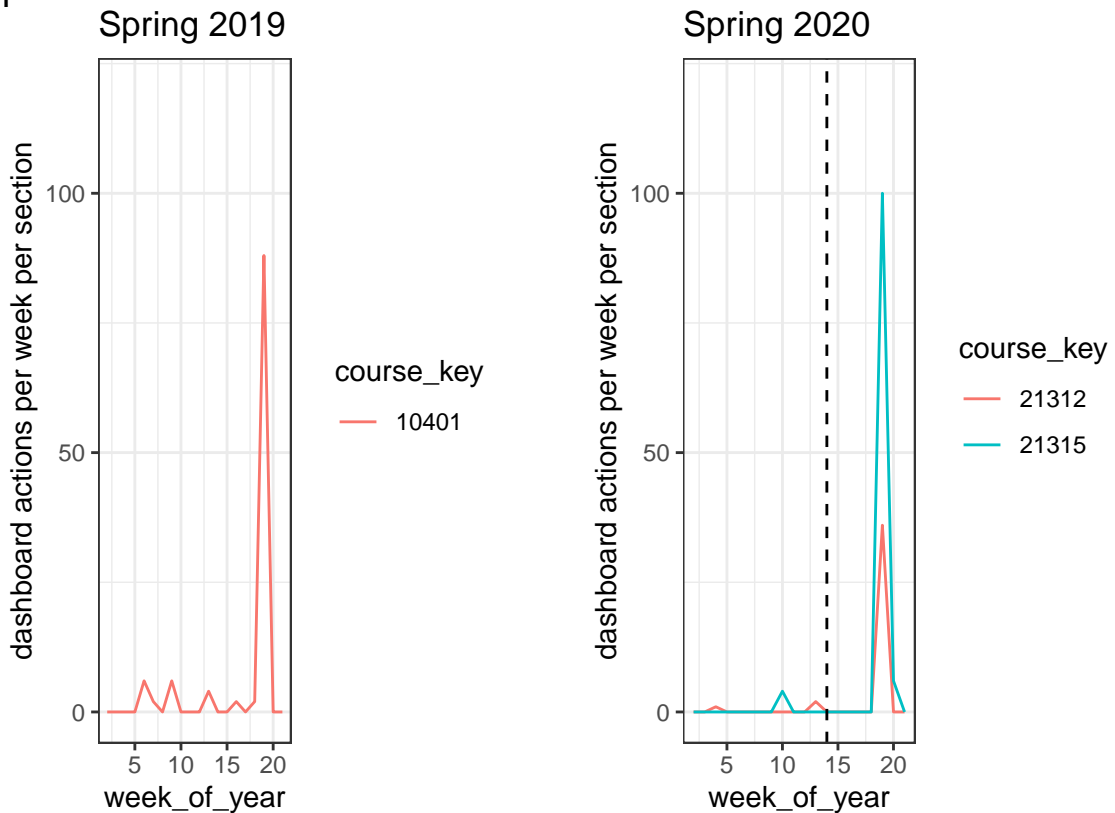 Spring 2019
dashboard actions per week per section
100
50
0
5 10 15 20
week_of_year
course_key
10401
Spring 2020
dashboard actions per week per section
100
50
0
5 10 15 20
week_of_year
course_key
21312
21315